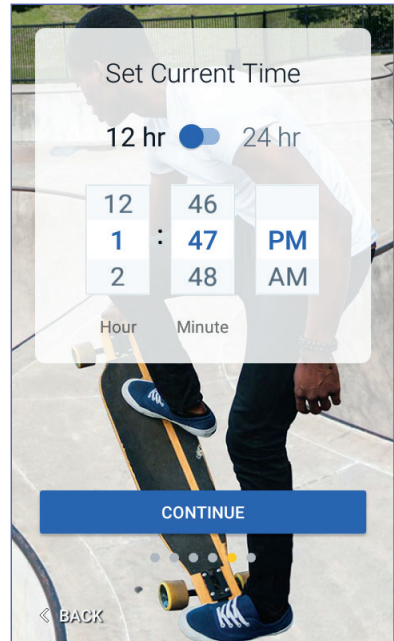 Set Current Time
12 hr 24 hr
12 46
1 : 47 PM
2 48 AM
Hour Minute
CONTINUE
BACK